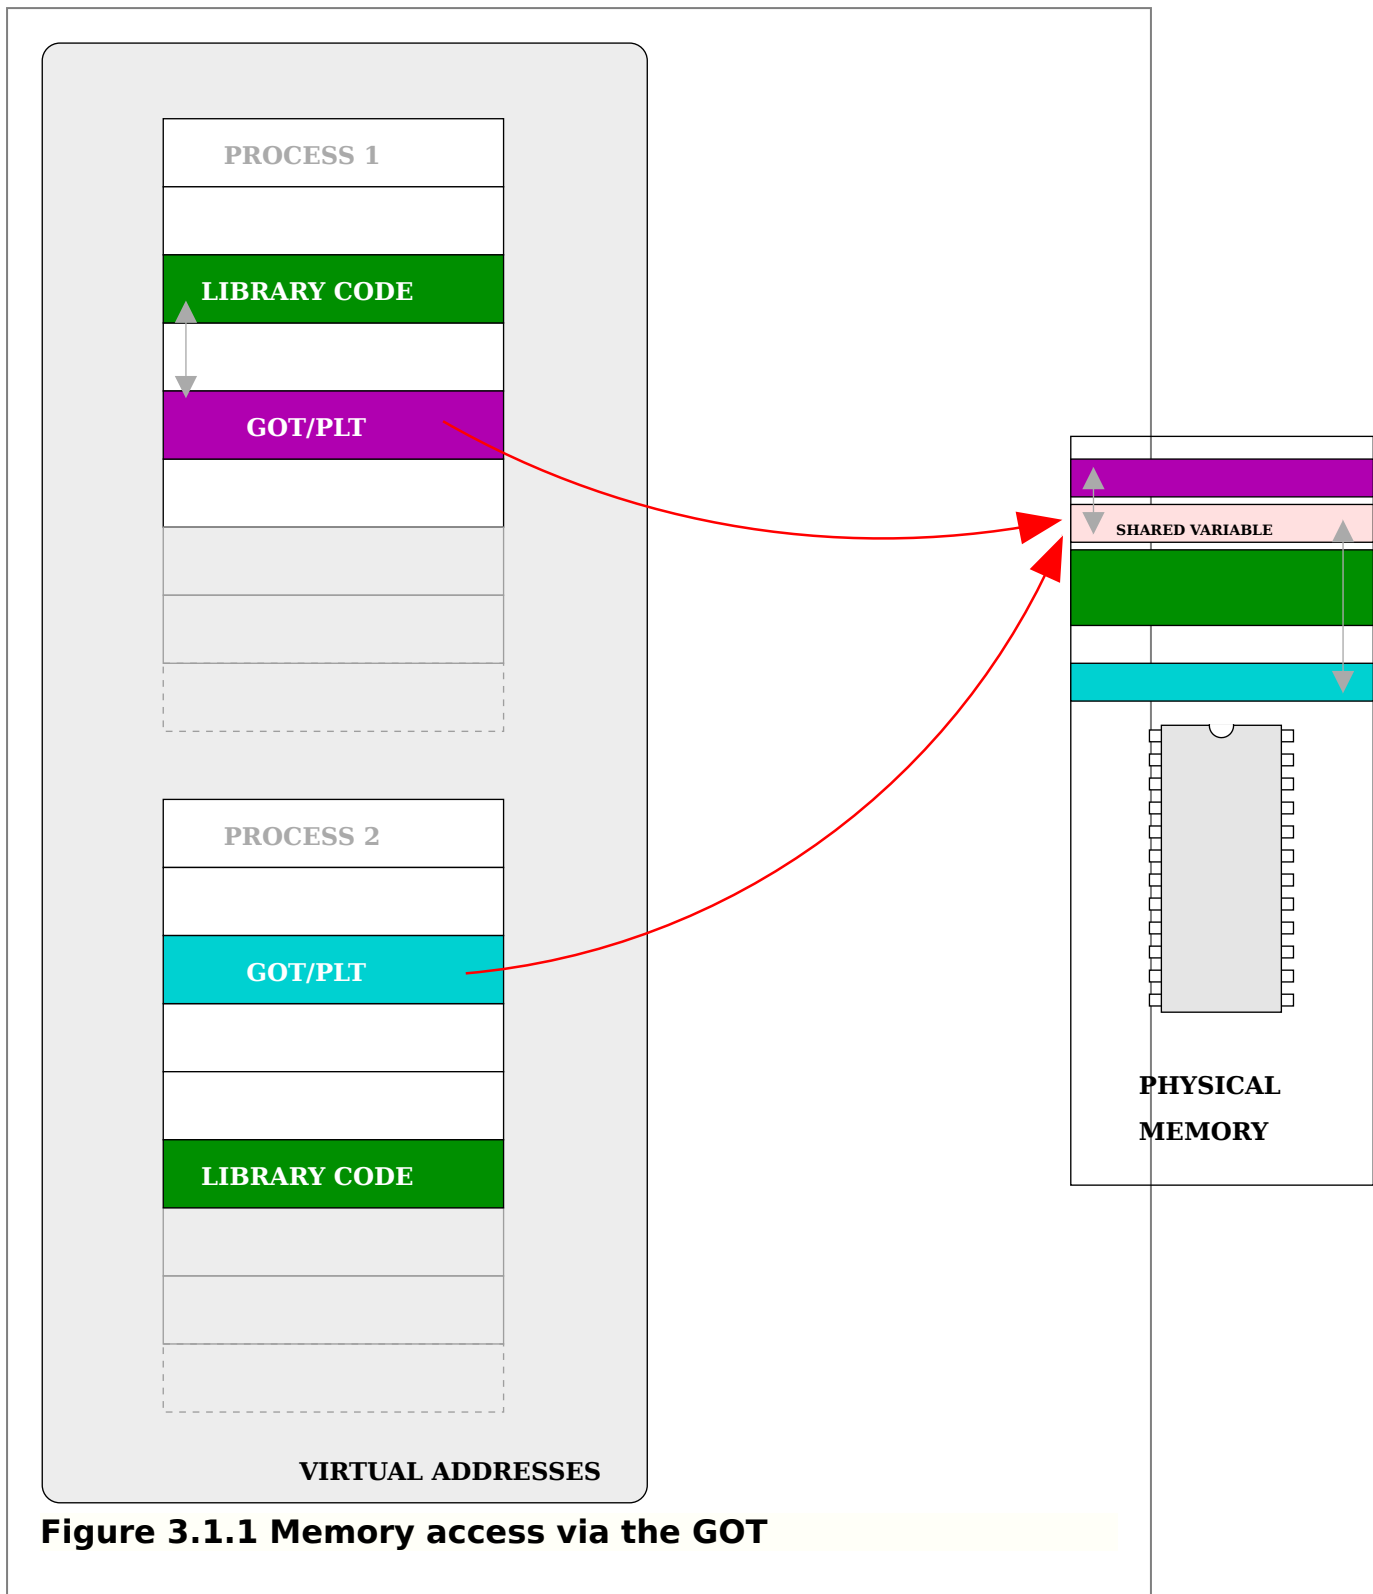 PROCESS 1
LIBRARY CODE
GOT/PLT
SHARED VARIABLE
PROCESS 2
GOT/PLT
LIBRARY CODE
PHYSICAL
MEMORY
VIRTUAL ADDRESSES
Figure 3.1.1 Memory access via the GOT